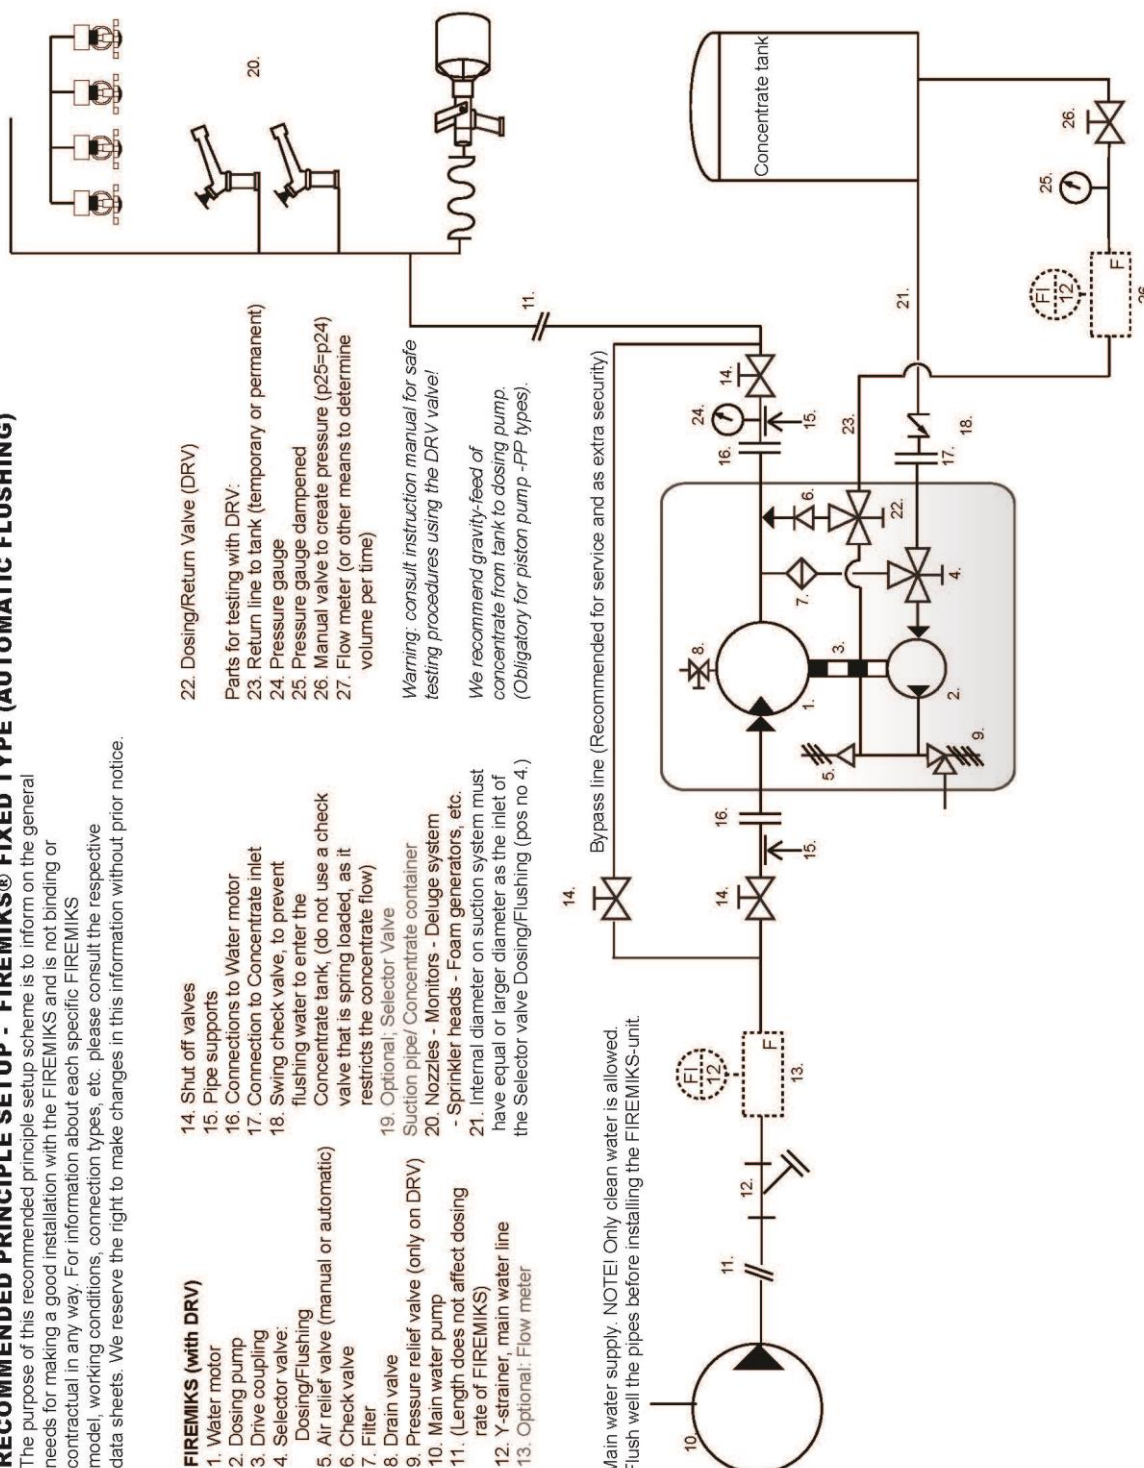 RECOMMENDED PRINCIPLE SETUP - FIREMIKS® FIXED TYPE (AUTOMATIC FLUSHING)
The purpose of this recommended principle setup scheme is to inform on the general
needs for making a good installation with the FIREMIKS and is not binding or
contractual in any way. For information about each specific FIREMIKS
model, working conditions, connection types, etc. please consult the respective
data sheets. We reserve the right to make changes in this information without prior notice.
FIREMIKS (with DRV)
1. Water motor
2. Dosing pump
3. Drive coupling
4. Selector valve:
Dosing/Flushing
5. Air relief valve (manual or automatic)
6. Check valve
7. Filter
8. Drain valve
9. Pressure relief valve (only on DRV)
10. Main water pump
11. (Length does not affect dosing
rate of FIREMIKS)
12. Y-strainer, main water line
13. Optional: Flow meter
14. Shut off valves
15. Pipe supports
16. Connections to Water motor
17. Connection to Concentrate inlet
18. Swing check valve, to prevent
flushing water to enter the
Concentrate tank, (do not use a check
valve that is spring loaded, as it
restricts the concentrate flow)
19. Optional; Selector Valve
Suction pipe/ Concentrate container
20. Nozzles - Monitors - Deluge system
- Sprinkler heads - Foam generators, etc.
21. Internal diameter on suction system must
have equal or larger diameter as the inlet of
the Selector valve Dosing/Flushing (pos no 4.)
22. Dosing/Return Valve (DRV)
Parts for testing with DRV:
23. Return line to tank (temporary or permanent)
24. Pressure gauge
25. Pressure gauge dampened
26. Manual valve to create pressure (p25=p24)
27. Flow meter (or other means to determine
volume per time)
Warning: consult instruction manual for safe
testing procedures using the DRV valve!
We recommend gravity-feed of
concentrate from tank to dosing pump.
(Obligatory for piston pump -PP types).
20.
11.
Bypass line (Recommended for service and as extra security)
14.
Main water supply. NOTE! Only clean water is allowed.
Flush well the pipes before installing the FIREMIKS-unit.
10.
11.
12.
FI
12
F
13.
14.
15.
16.
1.
8.
3.
2.
5.
9.
7.
6.
4.
22.
16.
24.
15.
14.
17.
18.
23.
21.
Concentrate tank
26.
25.
FI
12
F
26.